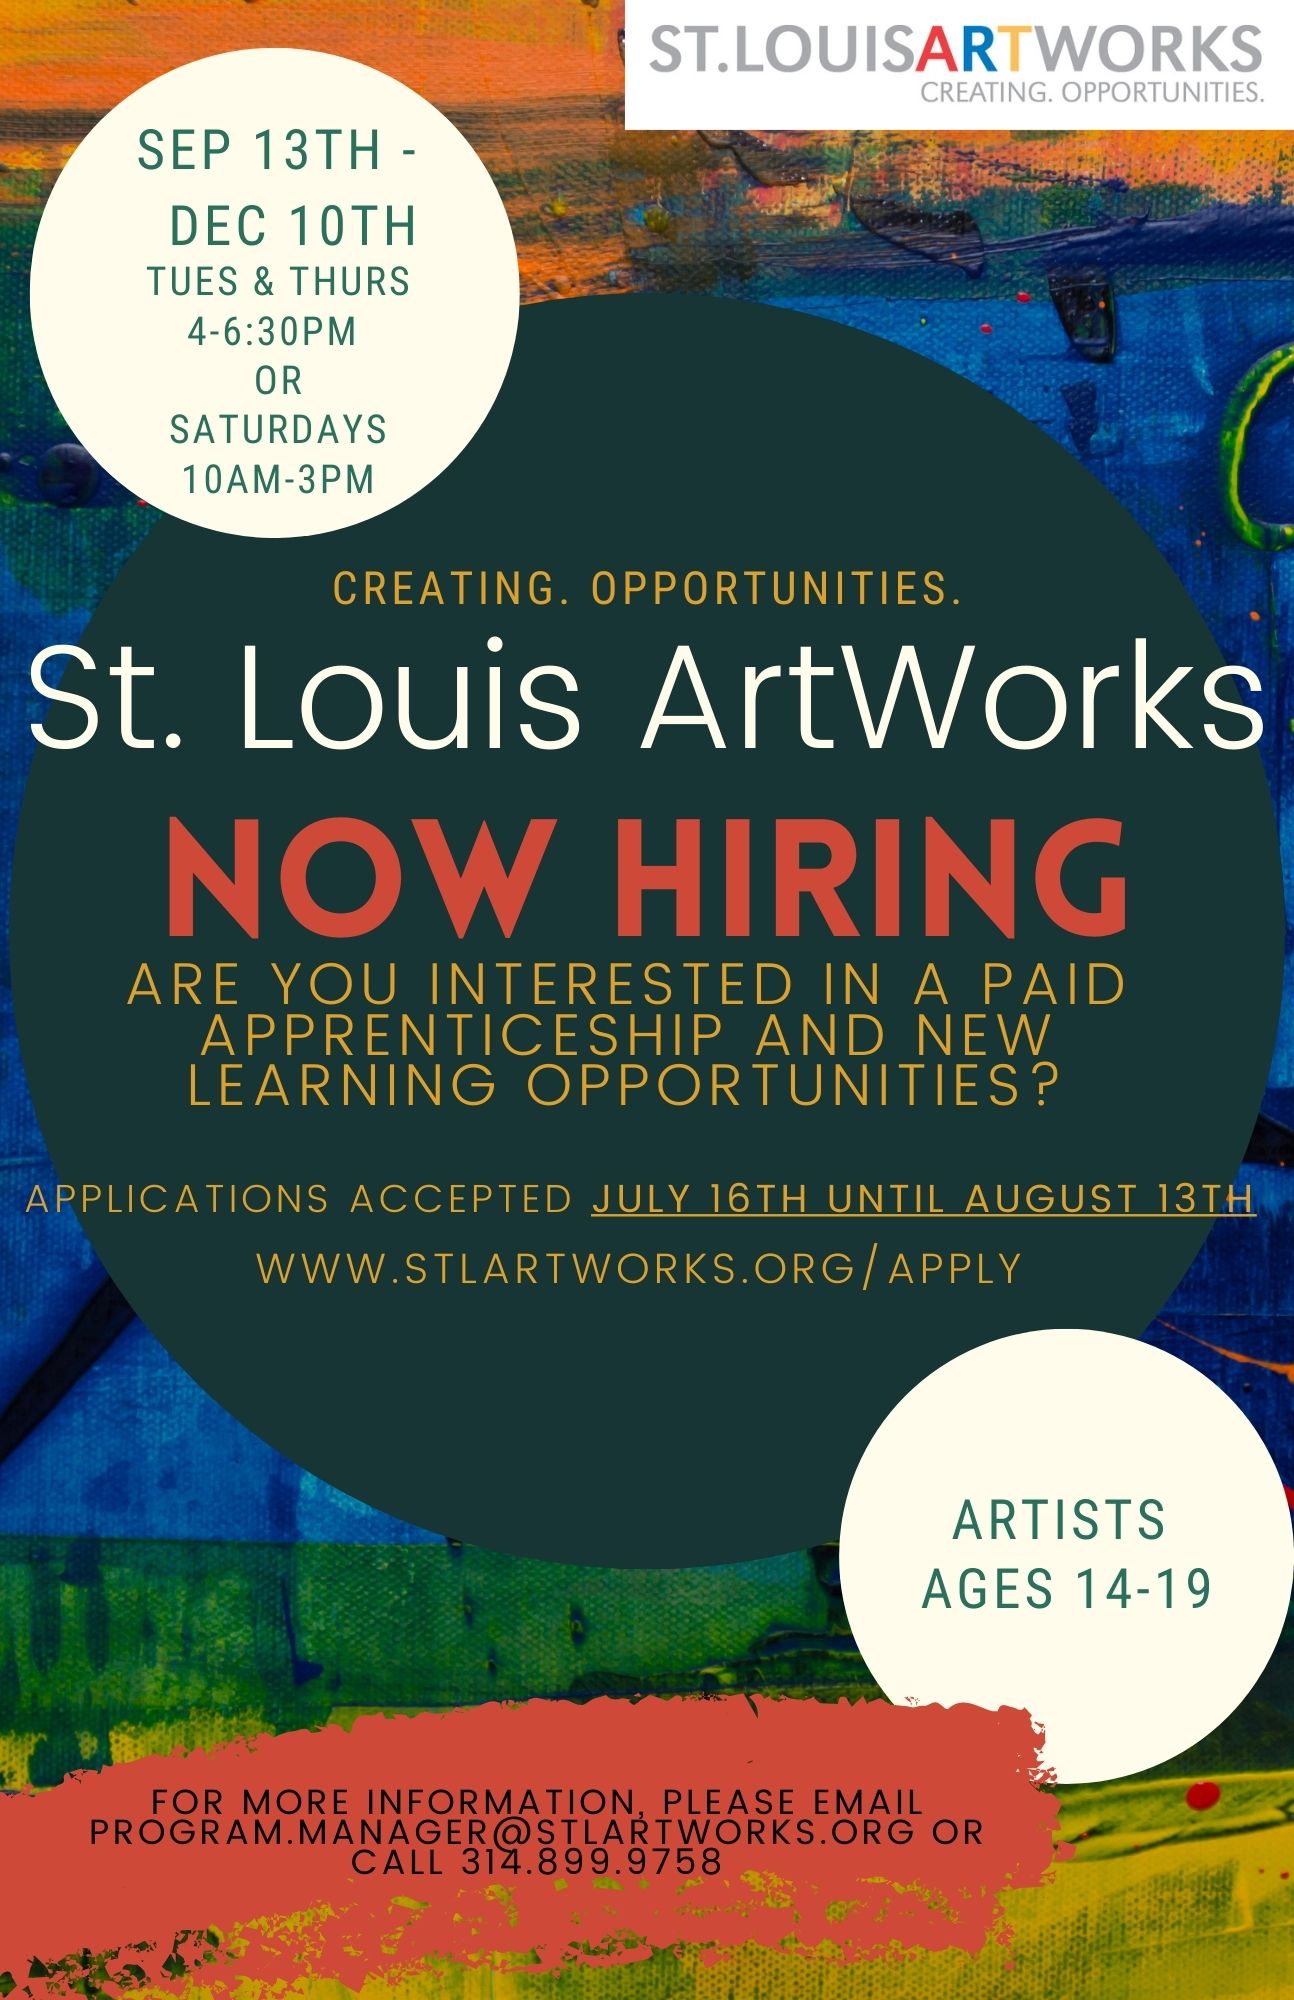 ST.LOUISARTWORKS
CREATING. OPPORTUNITIES.
SEP 13TH -
DEC 10TH
TUES & THURS
4-6:30PM
OR
SATURDAYS
10AM-3PM
CREATING. OPPORTUNITIES.
St. Louis ArtWorks
NOW HIRING
ARE YOU INTERESTED IN A PAID
APPRENTICESHIP AND NEW
LEARNING OPPORTUNITIES?
APPLICATIONS ACCEPTED JULY 16TH UNTIL AUGUST 13TH
WWW.STLARTWORKS.ORG/APPLY
ARTISTS
AGES 14-19
FOR MORE INFORMATION, PLEASE EMAIL
PROGRAM.MANAGER@STLARTWORKS.ORG OR
CALL 314.899.9758